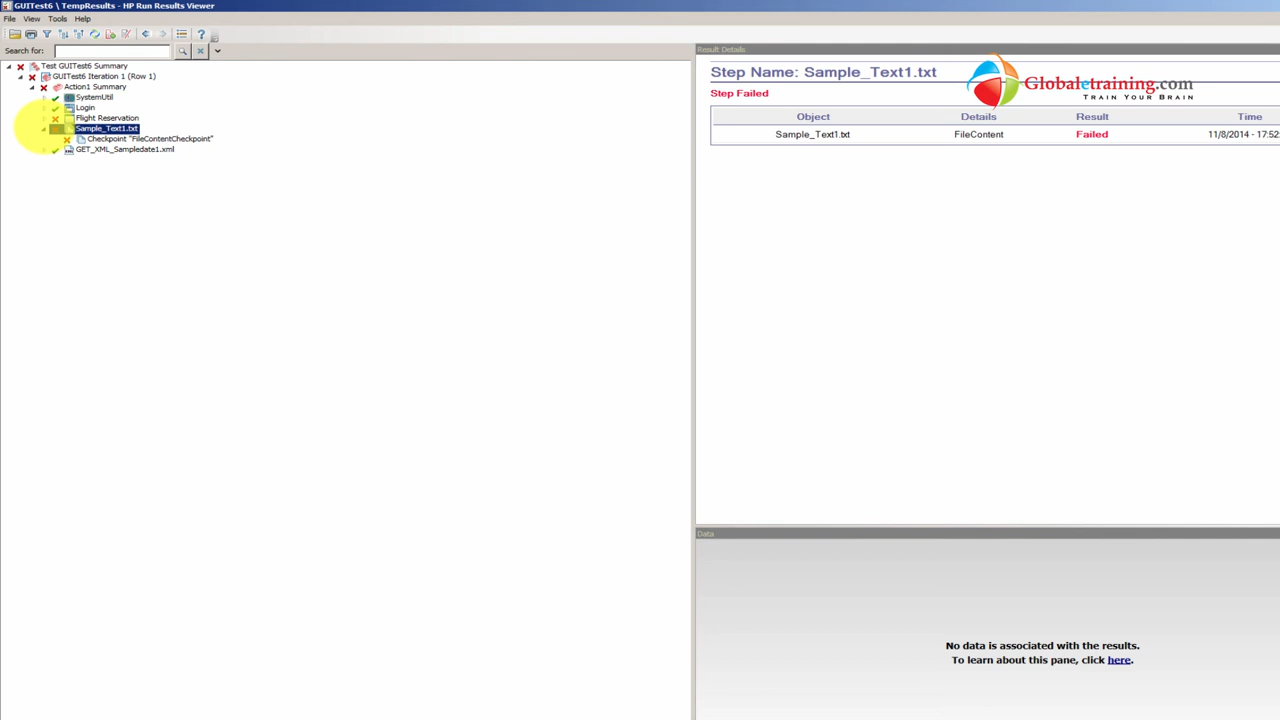 GUITest6 \ TempResults - HP Run Results Viewer
File View Tools Help
Search for:
Test GUITest6 Summary
GUITest6 Iteration 1 (Row 1)
Action1 Summary
SystemUtil
Login
Flight Reservation
Sample_Text1.txt
Checkpoint "FileContentCheckpoint"
GET_XML_Sampledate1.xml
Result Details
Step Name: Sample_Text1.txt
Globaletraining.com
TRAIN YOUR BRAIN
Step Failed
Object Details Result Time
Sample_Text1.txt FileContent Failed 11/8/2014 - 17:52
Data
No data is associated with the results.
To learn about this pane, click here.